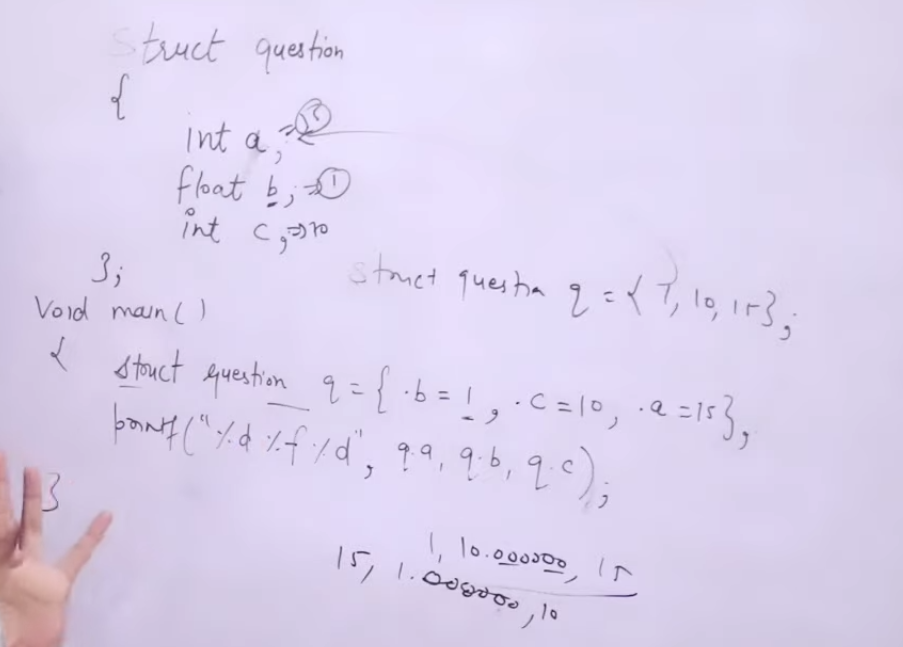 struct question
{
int a; ⇒ 15
float b; ⇒ 1
int c; ⇒ 10
};
struct question q = { 1, 10, 15};
Void main()
{
struct question q = { .b = 1, .c = 10, .a = 15};
printf("%d %f %d", q.a, q.b, q.c);
}
1, 10.000000, 15
15, 1.000000, 10